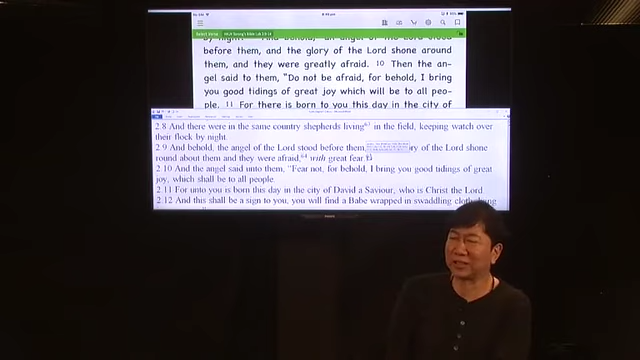 before them, and the glory of the Lord shone around
them, and they were greatly afraid. 10 Then the an-
gel said to them, "Do not be afraid, for behold, I bring
you good tidings of great joy which will be to all peo-
ple. 11 For there is born to you this day in the city of
2.8 And there were in the same country shepherds living63 in the field, keeping watch over
their flock by night.
2.9 And behold, the angel of the Lord stood before them ory of the Lord shone
round about them and they were afraid,64 with great fear.
2.10 And the angel said unto them, "Fear not, for behold, I bring you good tidings of great
joy, which shall be to all people.
2.11 For unto you is born this day in the city of David a Saviour, who is Christ the Lord
2.12 And this shall be a sign to you, you will find a Babe wrapped in swaddling